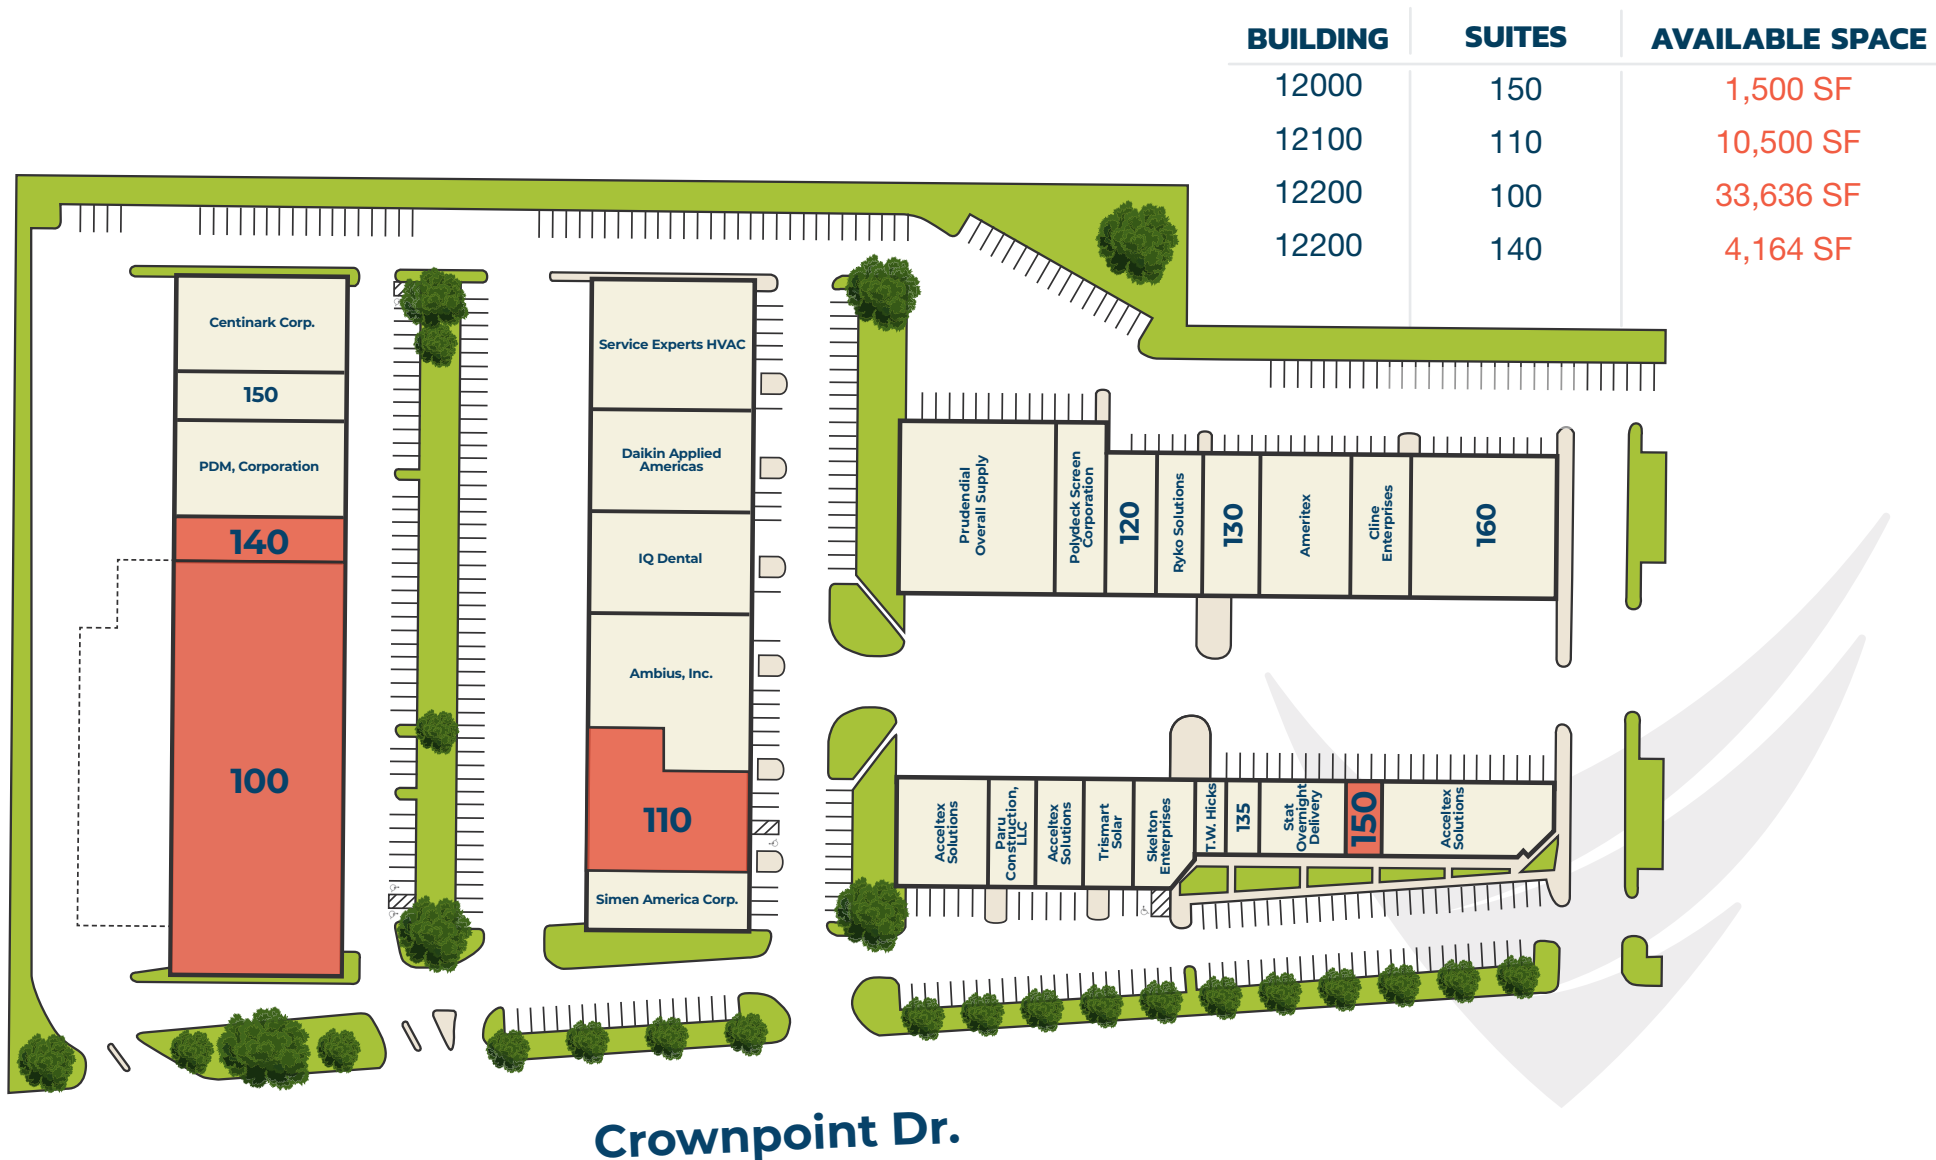 BUILDING SUITES AVAILABLE SPACE
12000 150 1,500 SF
12100 110 10,500 SF
12200 100 33,636 SF
12200 140 4,164 SF
Centinark Corp.
150
PDM, Corporation
140
100
Service Experts HVAC
Daikin Applied
Americas
IQ Dental
Ambius, Inc.
110
Simen America Corp.
Prudendial
Overall Supply
Polydeck Screen
Corporation
120
Ryko Solutions
130
Ameritex
Cline
Enterprises
160
Acceltex
Solutions
Paru
Construction,
LLC
Acceltex
Solutions
Trismart
Solar
Skelton
Enterprises
T.W. Hicks
135
Stat
Overnight
Delivery
150
Acceltex
Solutions
Crownpoint Dr.